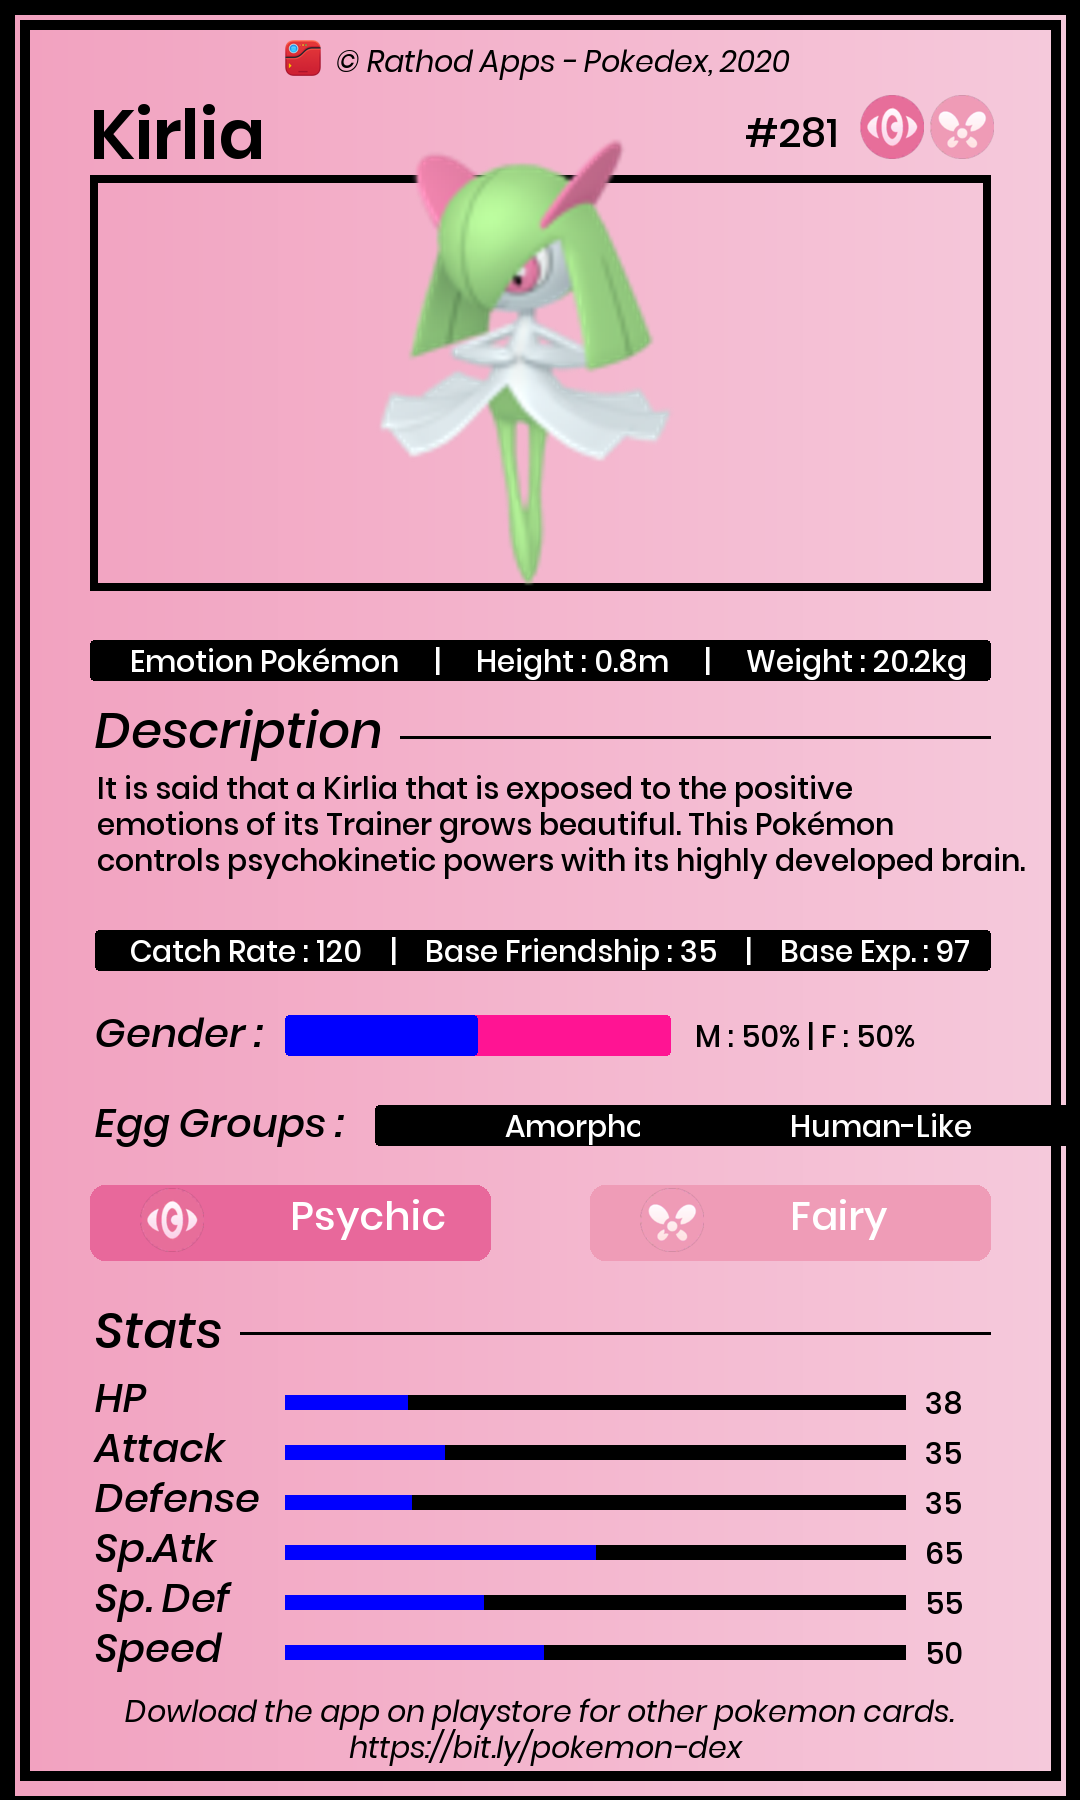 © Rathod Apps - Pokedex, 2020
Kirlia #281
Emotion Pokémon | Height : 0.8m | Weight : 20.2kg
Description
It is said that a Kirlia that is exposed to the positive
emotions of its Trainer grows beautiful. This Pokémon
controls psychokinetic powers with its highly developed brain.
Catch Rate : 120 | Base Friendship : 35 | Base Exp. : 97
Gender : M : 50% | F : 50%
Egg Groups : Amorpho Human-Like
Psychic Fairy
Stats
HP 38
Attack 35
Defense 35
Sp.Atk 65
Sp. Def 55
Speed 50
Dowload the app on playstore for other pokemon cards.
https://bit.ly/pokemon-dex